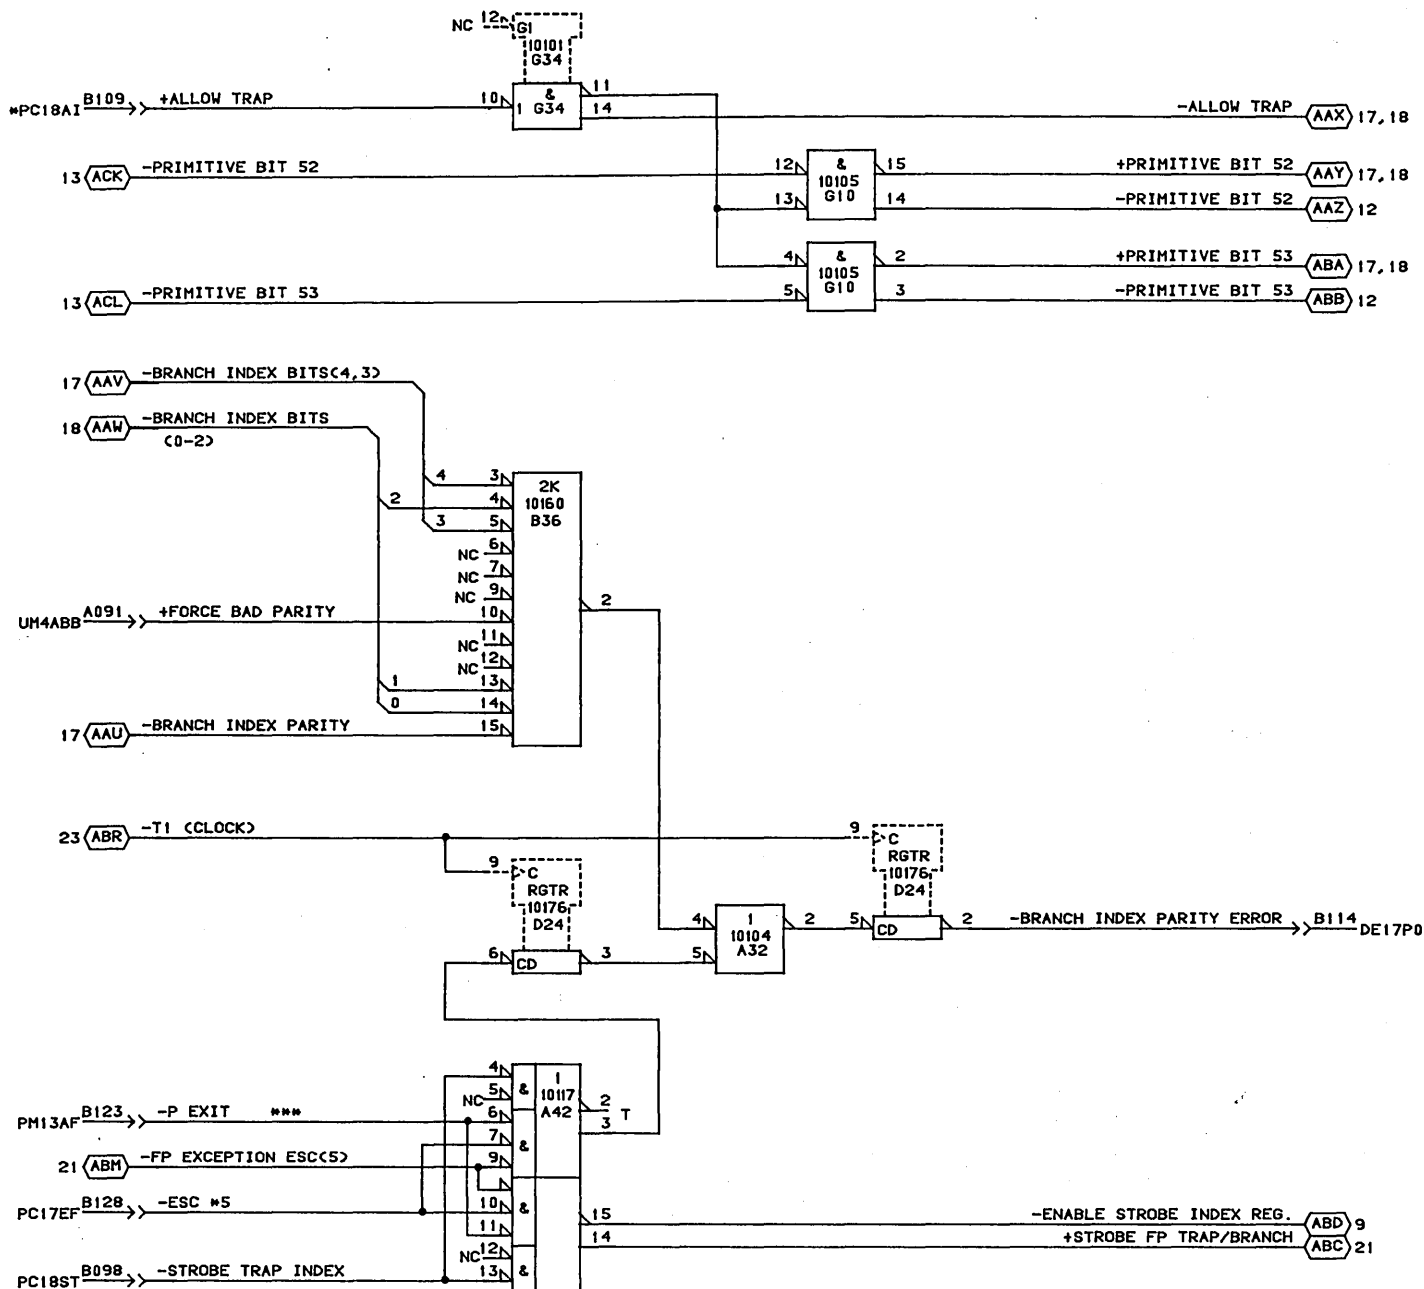 NC 12 G1
10101
G34
*PC18AI B109 +ALLOW TRAP 10 1 & G34 11
14 -ALLOW TRAP AAX 17,18
13 ACK -PRIMITIVE BIT 52 12 & 15 +PRIMITIVE BIT 52 AAY 17,18
10105
13 G10 14 -PRIMITIVE BIT 52 AAZ 12
4 & 2 +PRIMITIVE BIT 53 ABA 17,18
10105
13 ACL -PRIMITIVE BIT 53 5 G10 3 -PRIMITIVE BIT 53 ABB 12
17 AAV -BRANCH INDEX BITS(4,3)
18 AAW -BRANCH INDEX BITS
(0-2)
4 3 2K
2 4 10160
3 5 B36
NC 6
NC 7
NC 9
2
UM4ABB A091 +FORCE BAD PARITY 10
NC 11
NC 12
1 13
0 14
17 AAU -BRANCH INDEX PARITY 15
23 ABR -T1 (CLOCK) 9 C
RGTR
10176
D24
9 C
RGTR
10176
D24
4 1 2 5 CD 2 -BRANCH INDEX PARITY ERROR B114 DE17P0
10104
A32
6 CD 3 5
4 & 1
NC 5 10117
A42 2 T
PM13AF B123 -P EXIT *** 6 3
7 &
21 ABM -FP EXCEPTION ESC(5) 9
PC17EF B128 -ESC *5 10 & 15 -ENABLE STROBE INDEX REG. ABD 9
11 14 +STROBE FP TRAP/BRANCH ABC 21
NC 12
PC18ST B098 -STROBE TRAP INDEX 13 &